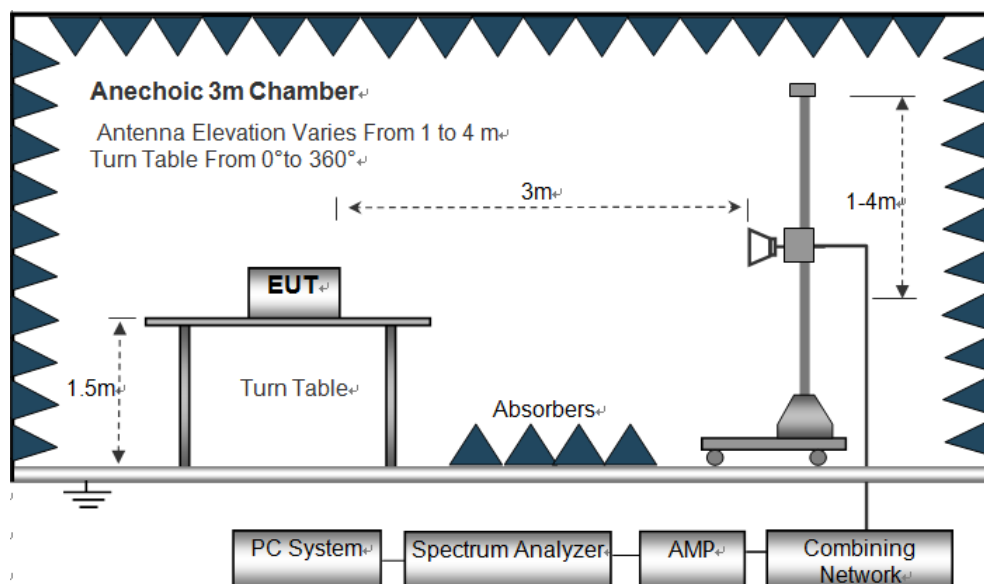 Anechoic 3m Chamber
Antenna Elevation Varies From 1 to 4 m
Turn Table From 0°to 360°
3m
1-4m
EUT
1.5m
Turn Table
Absorbers
PC System
Spectrum Analyzer
AMP
Combining
Network